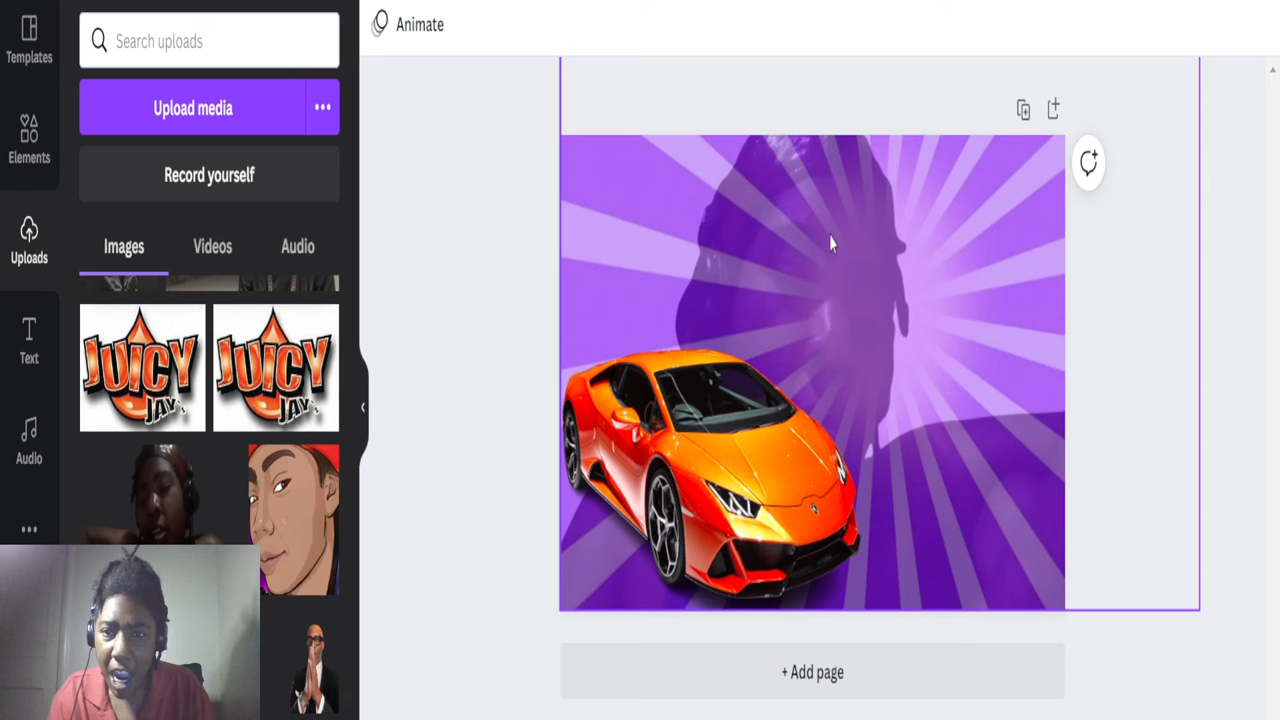 Templates
Elements
Uploads
Text
Audio
Search uploads
Upload media
Record yourself
Images Videos Audio
JUICY JAY'S
JUICY JAY'S
Animate
+ Add page